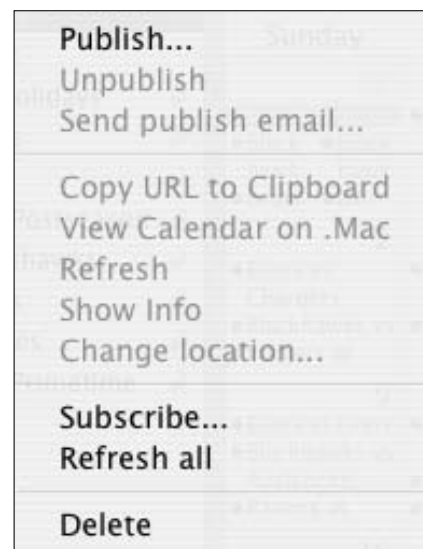 Publish...
Unpublish
Send publish email...
Copy URL to Clipboard
View Calendar on .Mac
Refresh
Show Info
Change location...
Subscribe...
Refresh all
Delete
Sunday